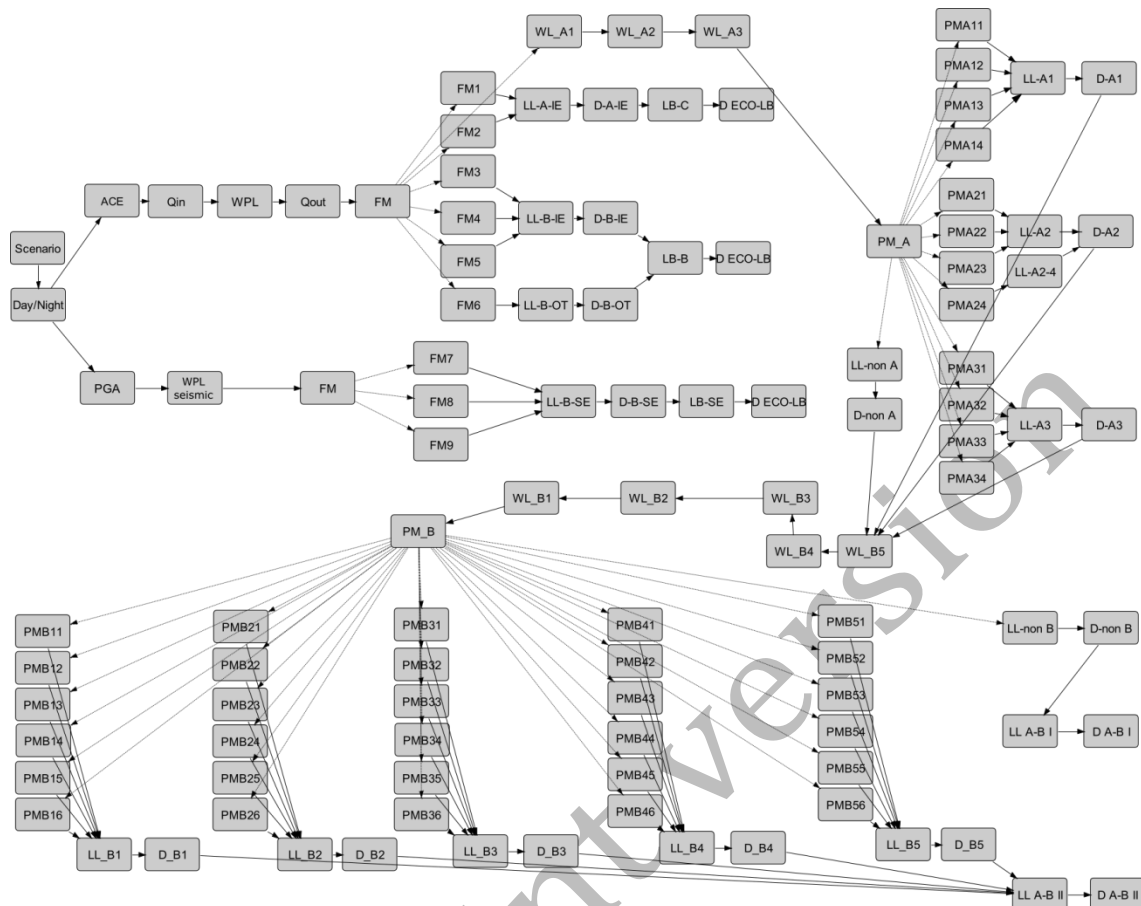 WL_A1
WL_A2
WL_A3
PMA11
PMA12
PMA13
PMA14
LL-A1
D-A1
FM1
FM2
FM3
FM4
FM5
FM6
LL-A-IE
D-A-IE
LB-C
D ECO-LB
ACE
Qin
WPL
Qout
FM
LL-B-IE
D-B-IE
LB-B
D ECO-LB
LL-B-OT
D-B-OT
Scenario
Day/Night
PM_A
PMA21
PMA22
PMA23
PMA24
LL-A2
D-A2
LL-A2-4
PGA
WPL
seismic
FM
FM7
FM8
FM9
LL-B-SE
D-B-SE
LB-SE
D ECO-LB
LL-non A
D-non A
PMA31
PMA32
PMA33
PMA34
LL-A3
D-A3
PM_B
WL_B1
WL_B2
WL_B3
WL_B4
WL_B5
PMB11
PMB12
PMB13
PMB14
PMB15
PMB16
LL_B1
D_B1
PMB21
PMB22
PMB23
PMB24
PMB25
PMB26
LL_B2
D_B2
PMB31
PMB32
PMB33
PMB34
PMB35
PMB36
LL_B3
D_B3
PMB41
PMB42
PMB43
PMB44
PMB45
PMB46
LL_B4
D_B4
PMB51
PMB52
PMB53
PMB54
PMB55
PMB56
LL_B5
D_B5
LL-non B
D-non B
LL A-B I
D A-B I
LL A-B II
D A-B II
version